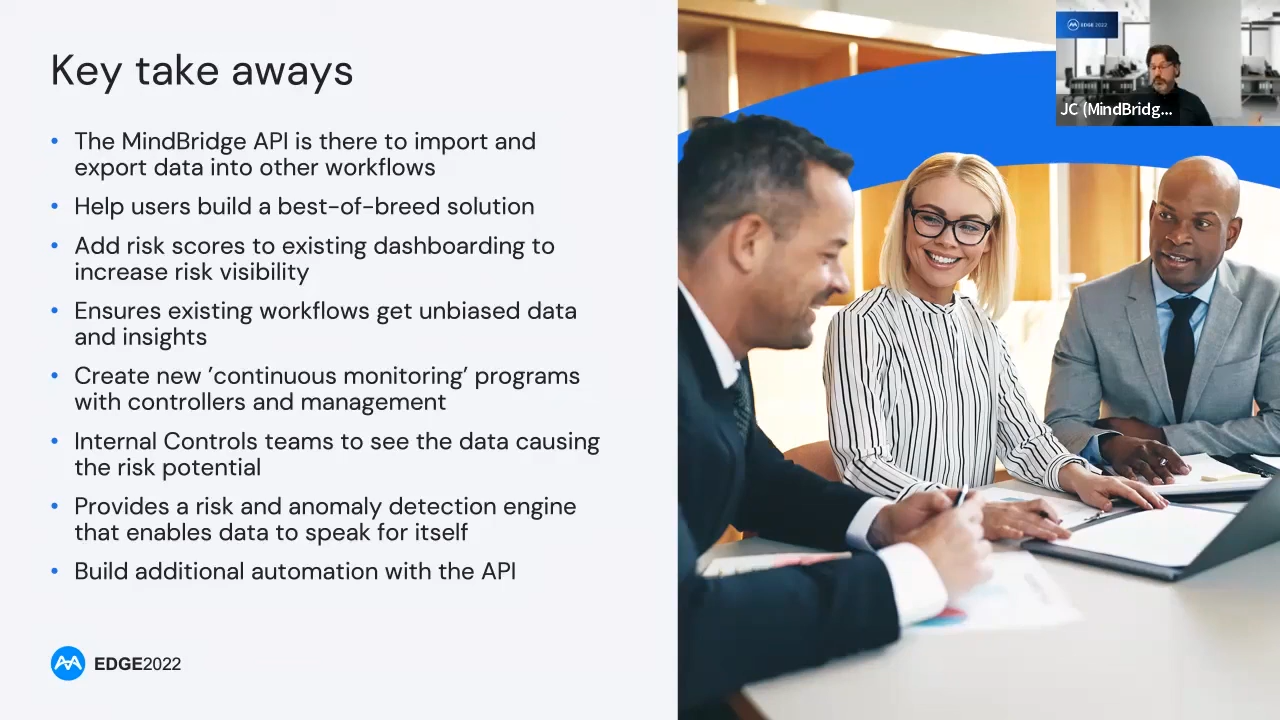 Key take aways
• The MindBridge API is there to import and
export data into other workflows
• Help users build a best-of-breed solution
• Add risk scores to existing dashboarding to
increase risk visibility
• Ensures existing workflows get unbiased data
and insights
• Create new ’continuous monitoring’ programs
with controllers and management
• Internal Controls teams to see the data causing
the risk potential
• Provides a risk and anomaly detection engine
that enables data to speak for itself
• Build additional automation with the API
EDGE2022
EDGE 2022
JC (MindBridg...